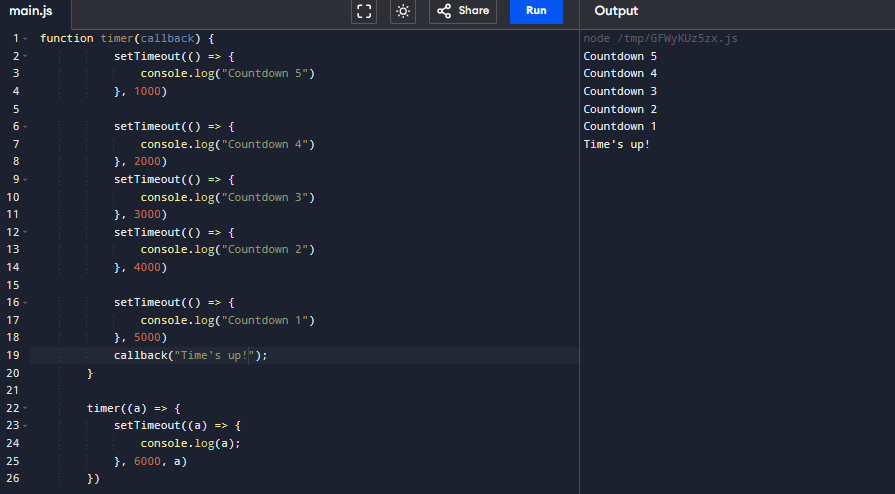 main.js
Share
Run
Output
1 function timer(callback) {
2 setTimeout(() => {
3 console.log("Countdown 5")
4 }, 1000)
5
6 setTimeout(() => {
7 console.log("Countdown 4")
8 }, 2000)
9 setTimeout(() => {
10 console.log("Countdown 3")
11 }, 3000)
12 setTimeout(() => {
13 console.log("Countdown 2")
14 }, 4000)
15
16 setTimeout(() => {
17 console.log("Countdown 1")
18 }, 5000)
19 callback("Time's up!");
20 }
21
22 timer((a) => {
23 setTimeout((a) => {
24 console.log(a);
25 }, 6000, a)
26 })
node /tmp/GFWyKUz5zx.js
Countdown 5
Countdown 4
Countdown 3
Countdown 2
Countdown 1
Time's up!